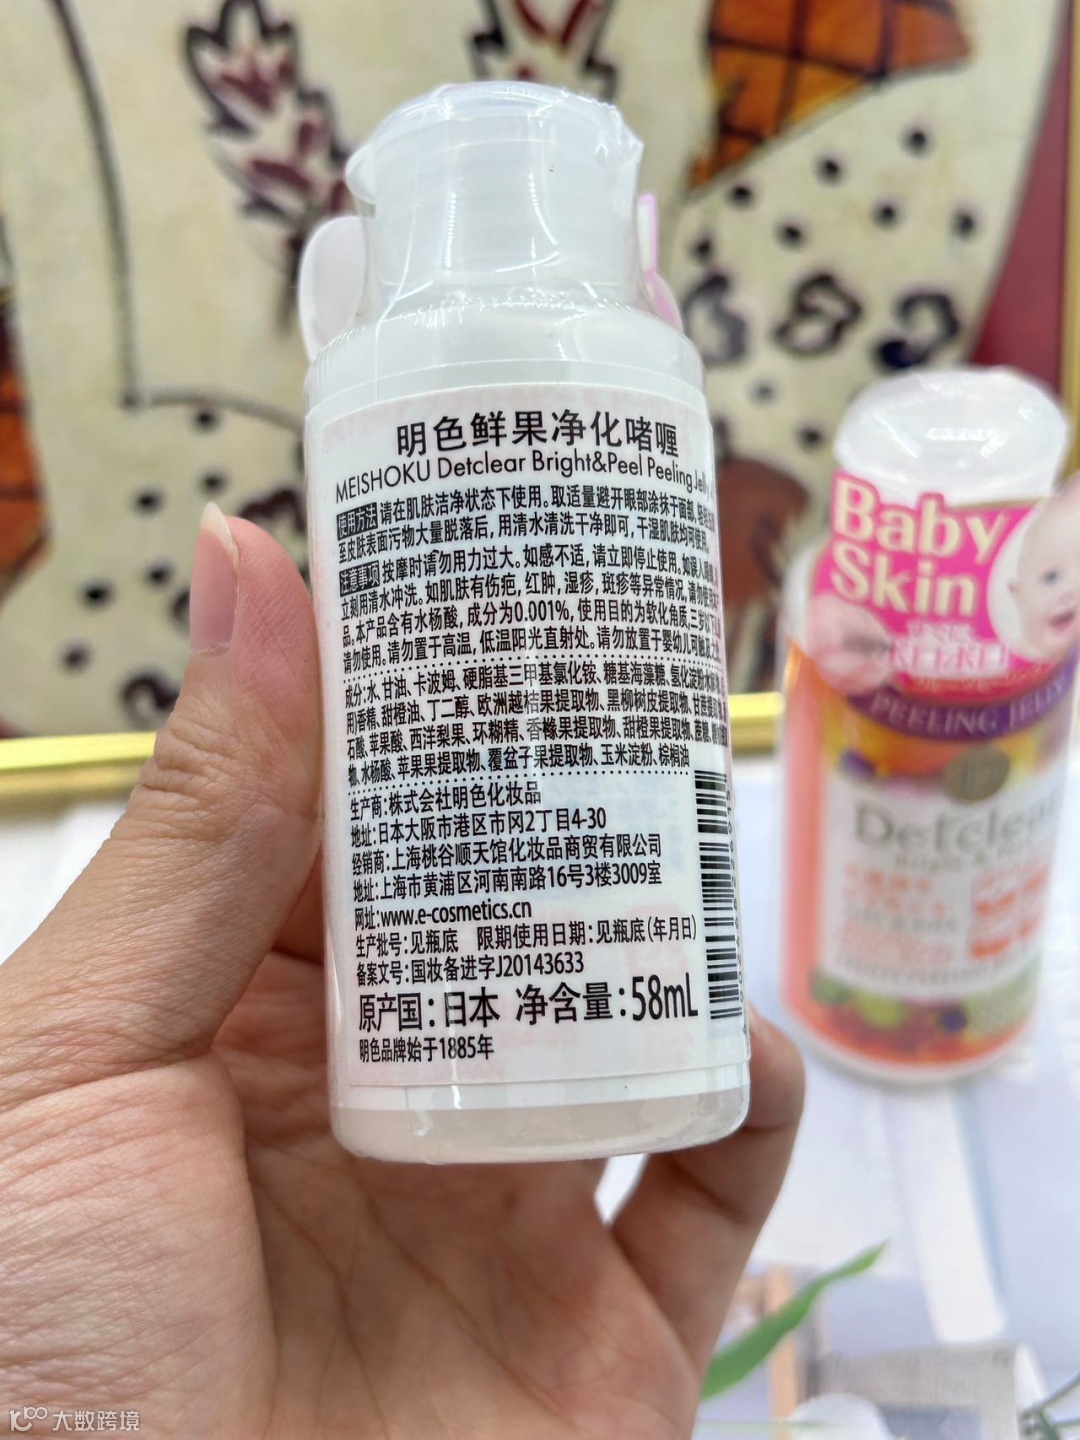 明色鲜果净化啫喱
MEISHOKU Detclear Bright&Peel Peeling Jelly
使用方法 请在肌肤洁净状态下使用。取适量避开眼部涂抹于面部,
至皮肤表面污物大量脱落后，用清水清洗干净即可，干湿肌肤均可使用。
注意事项 按摩时请勿用力过大。如感不适，请立即停止使用，如误入眼睛,
立刻用清水冲洗。如肌肤有伤疤，红肿，湿疹，斑疹等异常情况，请勿使用本
品。本产品含有水杨酸，成分为0.001%，使用目的为软化角质,三岁以下
请勿使用。请勿置于高温，低温阳光直射处。请勿放置于婴幼儿可触及
成分:水、甘油、卡波姆、硬脂基三甲基氯化铵、糖基海藻糖、氢化淀粉水解
用)香精、甜橙油、丁二醇、欧洲越桔果提取物、黑柳树皮提取物、甘蔗提取物
石酸、苹果酸、西洋梨果、环糊精、香橼果提取物、甜橙果提取物、蔗糖、
物、水杨酸、苹果果提取物、覆盆子果提取物、玉米淀粉、棕榈油
生产商:株式会社明色化妆品
地址:日本大阪市港区市冈2丁目4-30
经销商:上海桃谷顺天馆化妆品商贸有限公司
地址:上海市黄浦区河南南路16号3楼3009室
网址:www.e-cosmetics.cn
生产批号:见瓶底 限期使用日期:见瓶底(年月日)
备案文号:国妆备进字J20143633
原产国:日本 净含量:58mL
明色品牌始于1885年
Baby
Skin
PEELING JELLY
Detclear
大数跨境